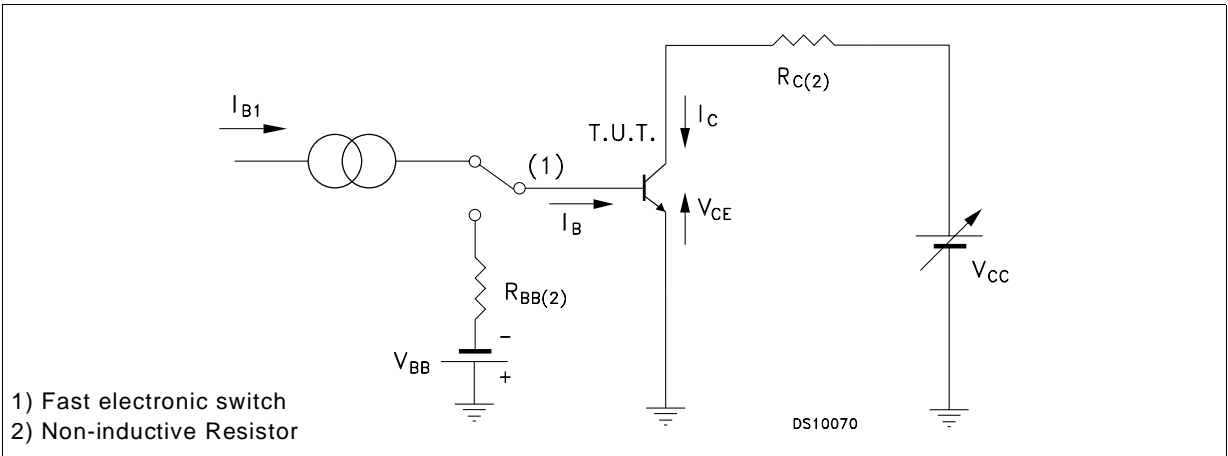 I_B1
R_C(2)
I_C
T.U.T.
(1)
V_CE
I_B
V_CC
R_BB(2)
-
V_BB
+
1) Fast electronic switch
2) Non-inductive Resistor
DS10070